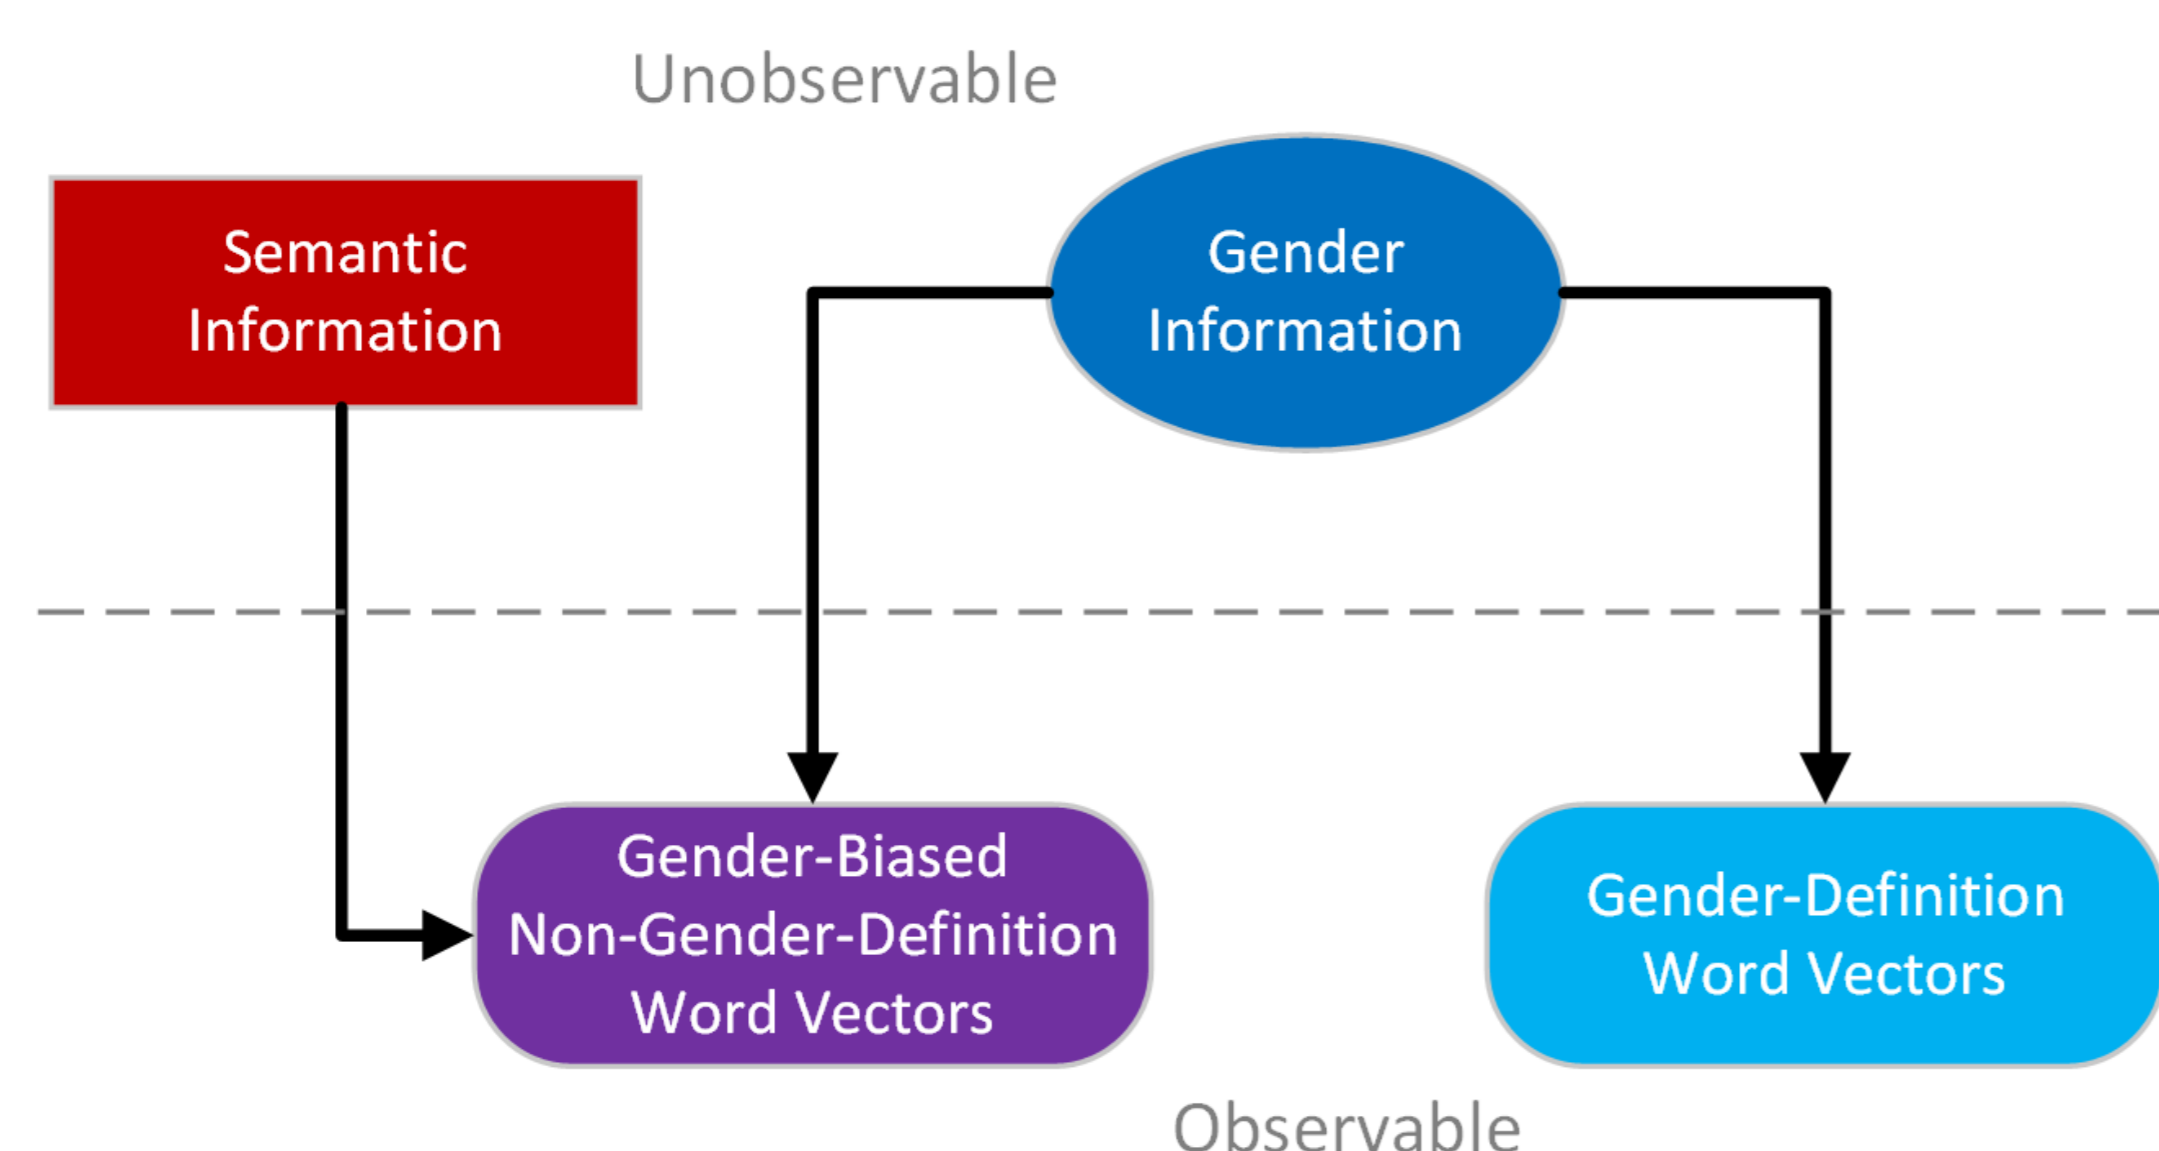 Unobservable
Semantic
Information
Gender
Information
Gender-Biased
Non-Gender-Definition
Word Vectors
Gender-Definition
Word Vectors
Observable